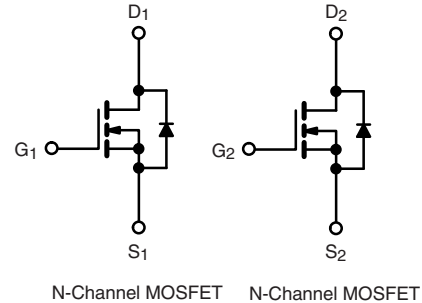 D1 D2
G1 G2
S1 S2
N-Channel MOSFET N-Channel MOSFET